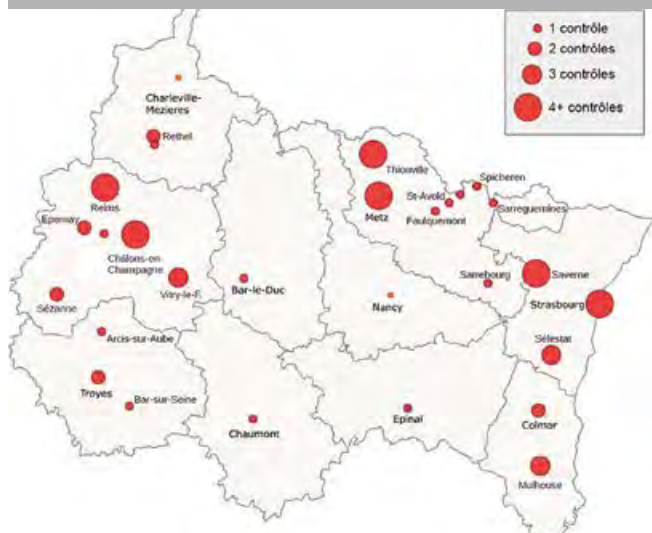 1 contrôle
2 contrôles
3 contrôles
4+ contrôles
Charleville-
Mezieres
Rethel
Thionville
Spicheren
St-Avold
Metz
Sarreguemines
Faulquemont
Reims
Epernay
Châlons-en-
Champagne
Saverne
Sarrebourg
Bar-le-Duc
Vitry-le-F.
Sézanne
Nancy
Strasbourg
Arcis-sur-Aube
Sélestat
Troyes
Bar-sur-Seine
Chaumont
Epinal
Colmar
Mulhouse